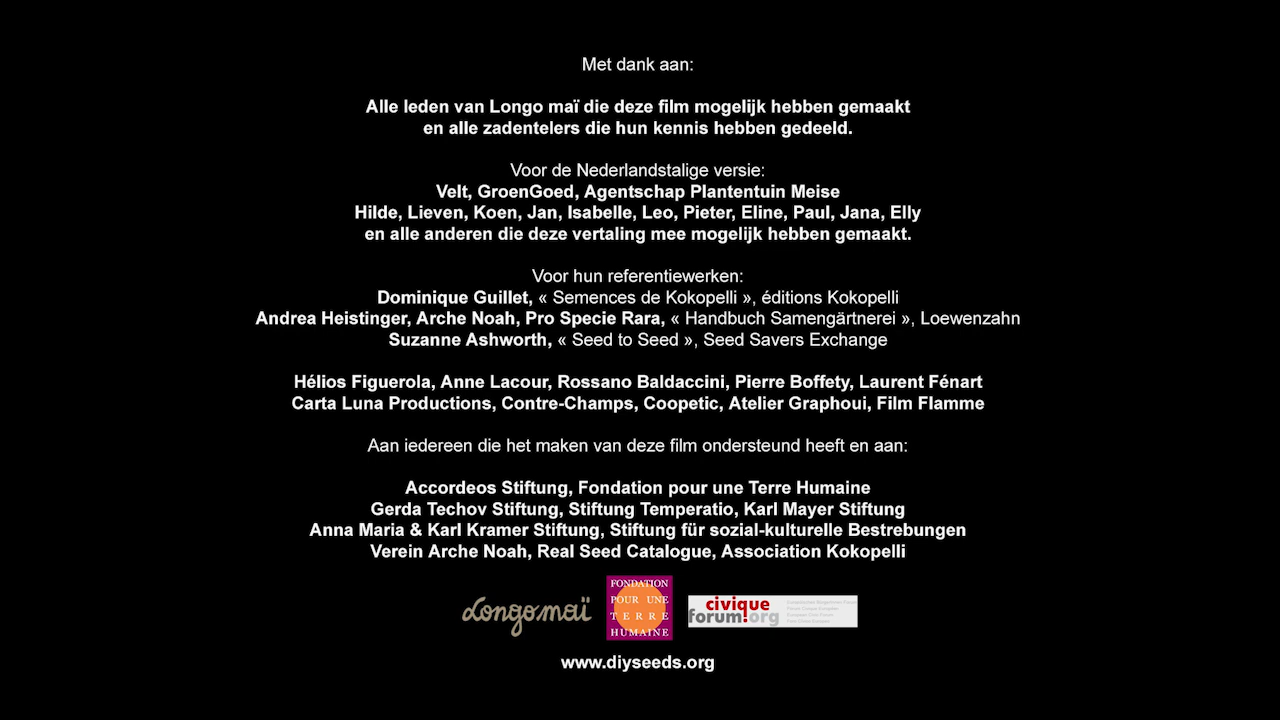 Met dank aan:
Alle leden van Longo maï die deze film mogelijk hebben gemaakt
en alle zadentelers die hun kennis hebben gedeeld.
Voor de Nederlandstalige versie:
Velt, GroenGoed, Agentschap Plantentuin Meise
Hilde, Lieven, Koen, Jan, Isabelle, Leo, Pieter, Eline, Paul, Jana, Elly
en alle anderen die deze vertaling mee mogelijk hebben gemaakt.
Voor hun referentiewerken:
Dominique Guillet, « Semences de Kokopelli », éditions Kokopelli
Andrea Heistinger, Arche Noah, Pro Specie Rara, « Handbuch Samengärtnerei », Loewenzahn
Suzanne Ashworth, « Seed to Seed », Seed Savers Exchange
Hélios Figuerola, Anne Lacour, Rossano Baldaccini, Pierre Boffety, Laurent Fénart
Carta Luna Productions, Contre-Champs, Coopetic, Atelier Graphoui, Film Flamme
Aan iedereen die het maken van deze film ondersteund heeft en aan:
Accordeos Stiftung, Fondation pour une Terre Humaine
Gerda Techov Stiftung, Stiftung Temperatio, Karl Mayer Stiftung
Anna Maria & Karl Kramer Stiftung, Stiftung für sozial-kulturelle Bestrebungen
Verein Arche Noah, Real Seed Catalogue, Association Kokopelli
Longo maï
FONDATION
POUR UNE
TERRE
HUMAINE
civique
forum.org
www.diyseeds.org